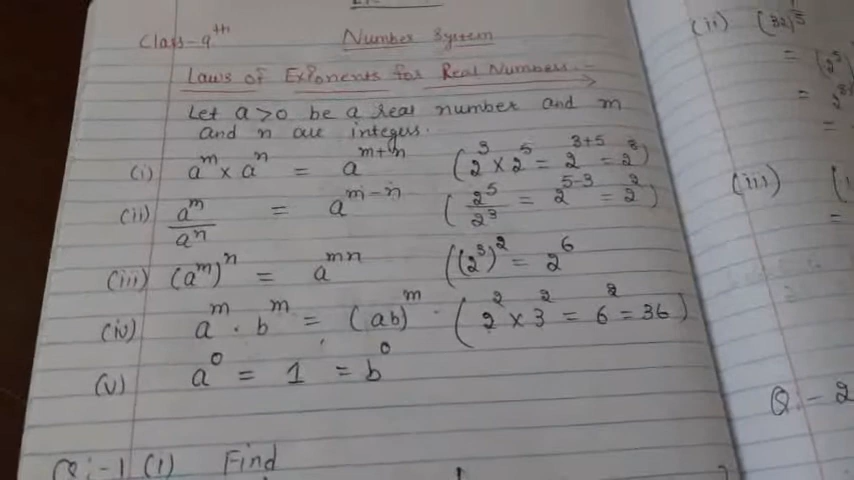 Class-9th
Number System
Laws of Exponents for Real Numbers:-
Let a>0 be a real number and m
and n are integers.
(i) a^m × a^n = a^(m+n) (2^3 × 2^5 = 2^(3+5) = 2^8)
(ii) a^m/a^n = a^(m-n) (2^5/2^3 = 2^(5-3) = 2^2)
(iii) (a^m)^n = a^(mn) ((2^3)^2 = 2^6
(iv) a^m · b^m = (ab)^m · (2^2 × 3^2 = 6^2 = 36)
(v) a^0 = 1 = b^0
Q:-1 (i) Find
(ii) (32)^
= (2^5)
=
=
(iii) (
=
Q.-2